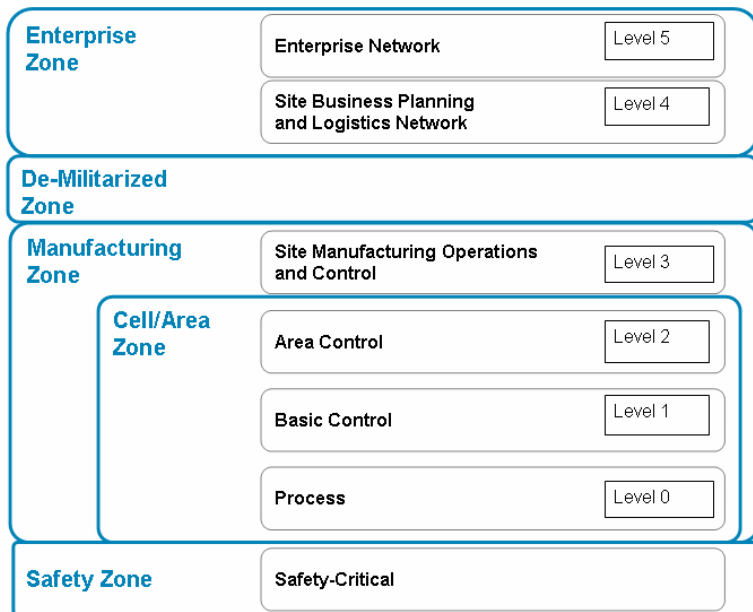 Enterprise
Zone
Enterprise Network
Level 5
Site Business Planning
and Logistics Network
Level 4
De-Militarized
Zone
Manufacturing
Zone
Site Manufacturing Operations
and Control
Level 3
Cell/Area
Zone
Area Control
Level 2
Basic Control
Level 1
Process
Level 0
Safety Zone
Safety-Critical